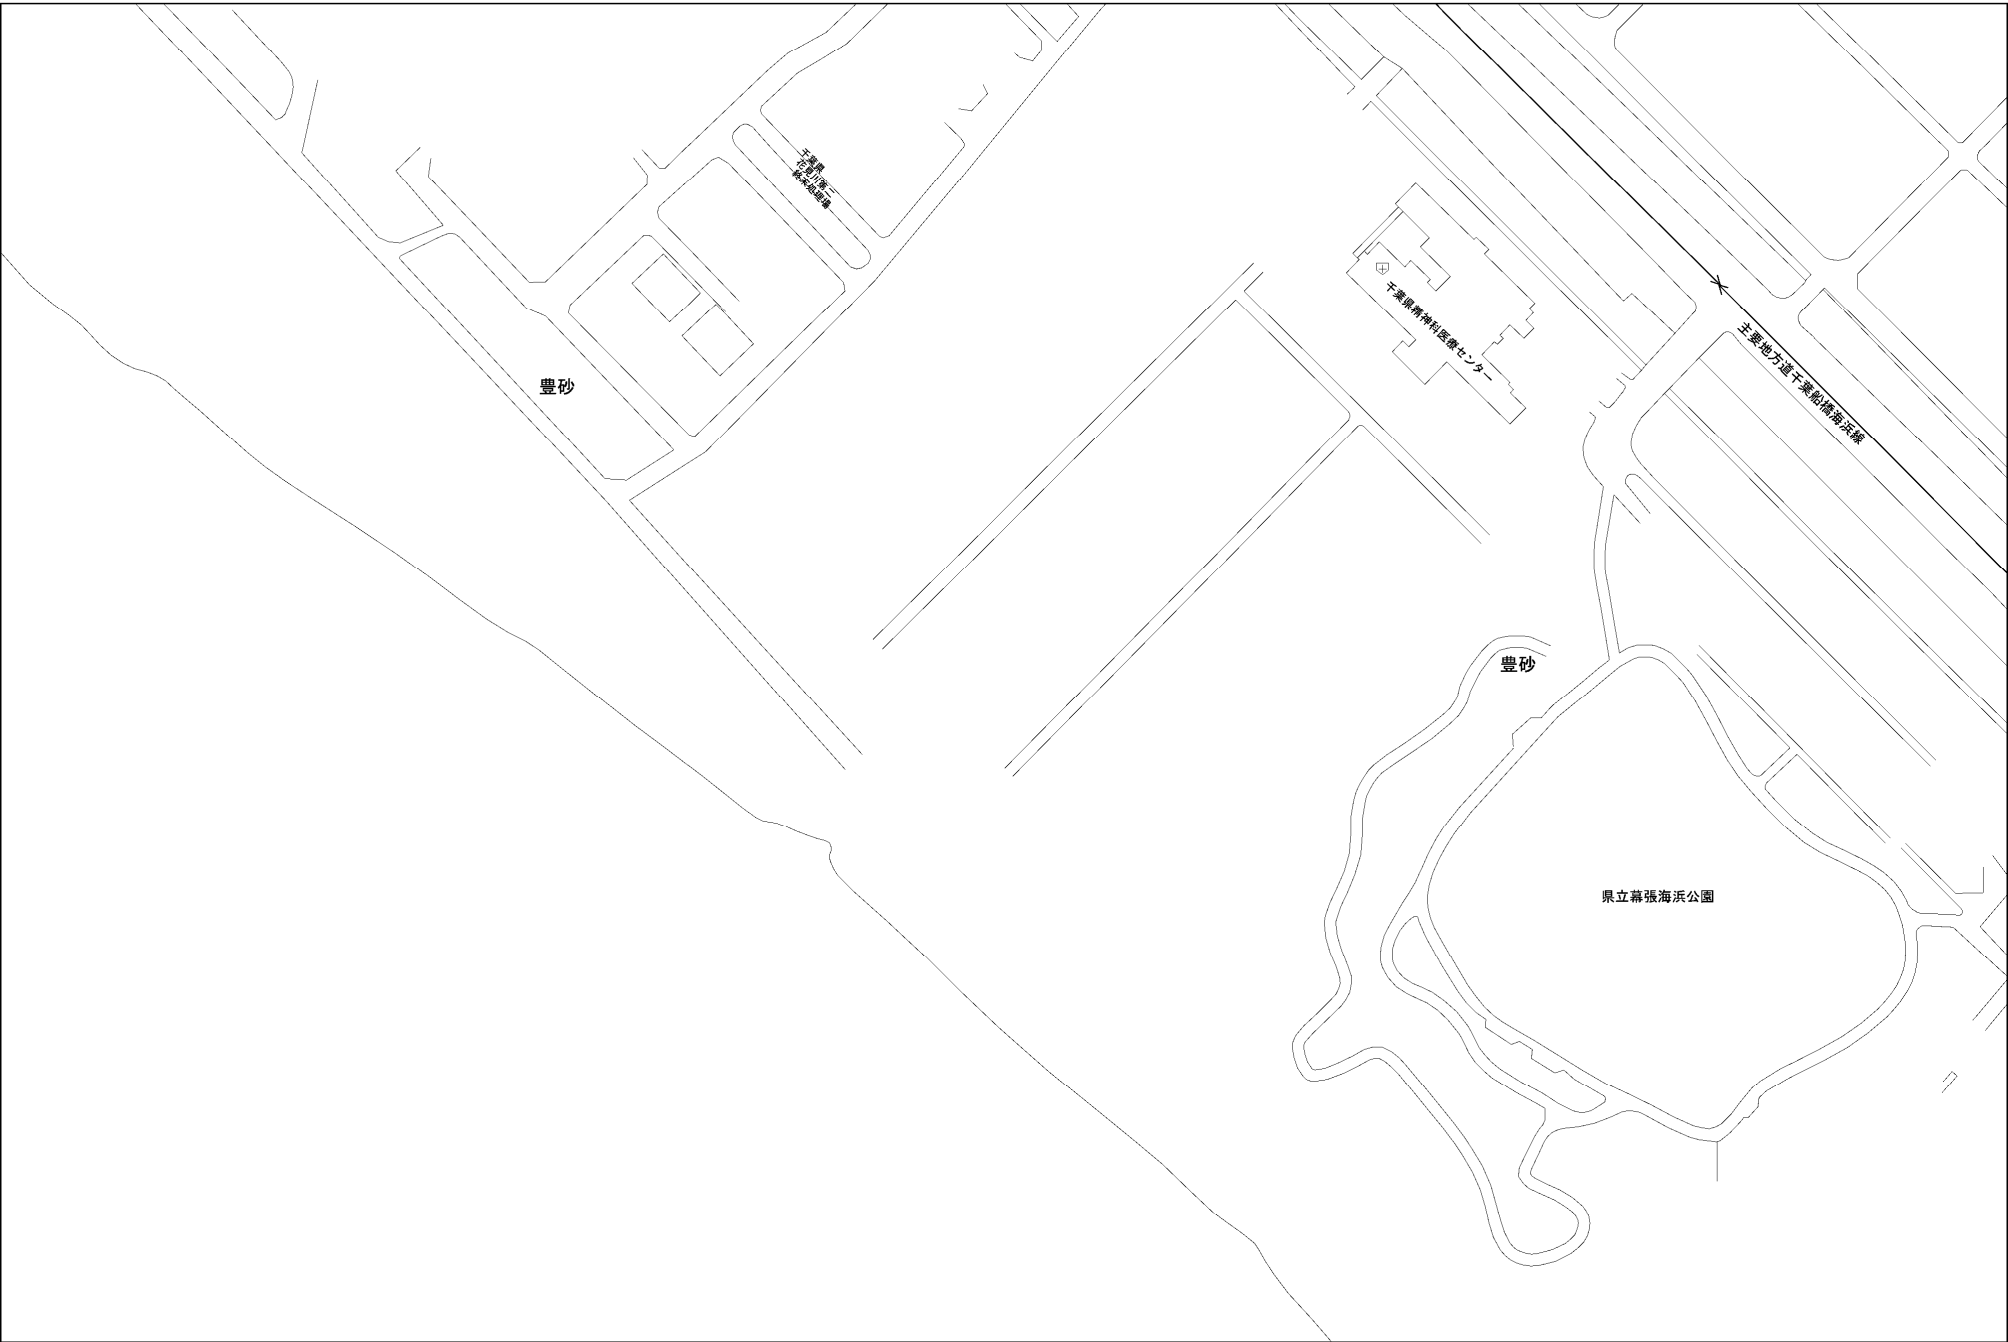 千葉県
花見川第二
終末処理場
千葉県精神科医療センター
主要地方道千葉船橋海浜線
豊砂
豊砂
県立幕張海浜公園